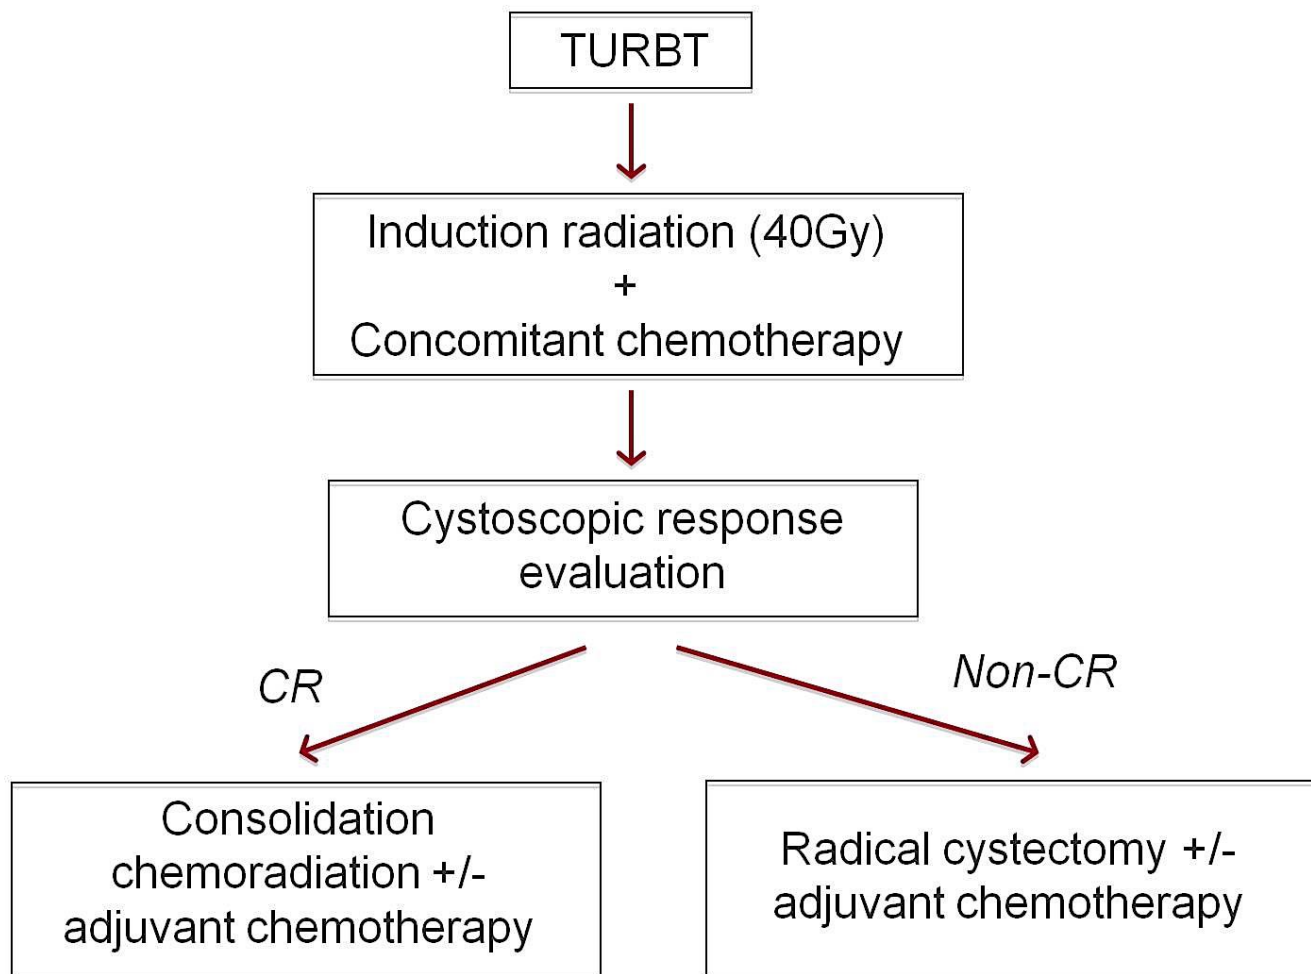 TURBT
Induction radiation (40Gy)
+
Concomitant chemotherapy
Cystoscopic response
evaluation
CR
Non-CR
Consolidation
chemoradiation +/-
adjuvant chemotherapy
Radical cystectomy +/-
adjuvant chemotherapy